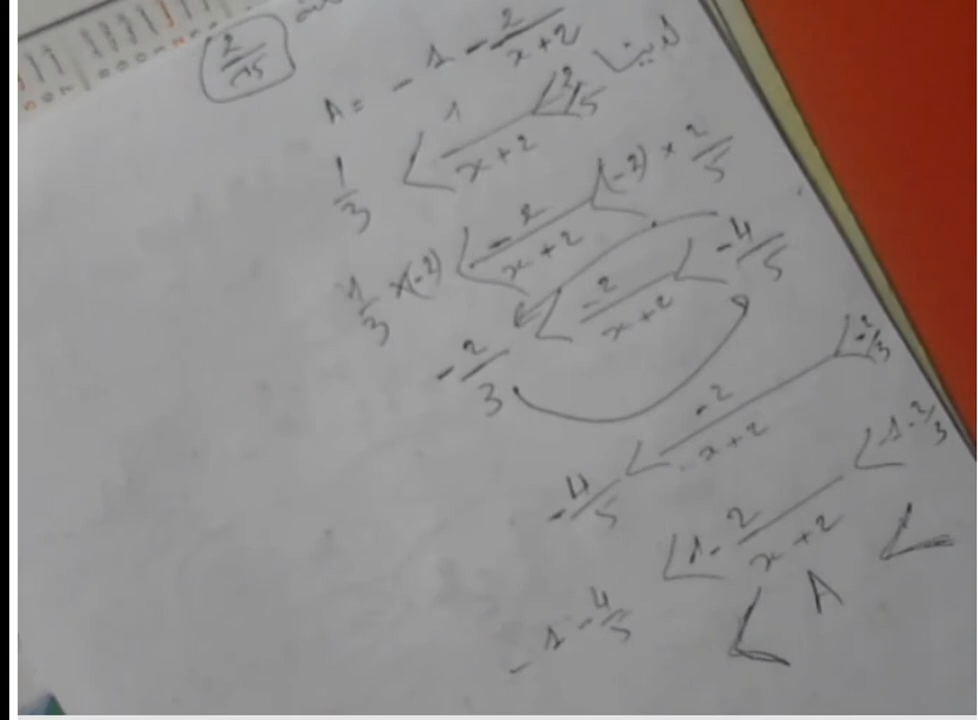 2/15
A = - 1 - 2/(x+2)
لدينا
1/3 < 1/(x+2) < 2/5
1/3 x(-2) < -2/(x+2) < (-2) x 2/5
-2/3 < -2/(x+2) < -4/5
-4/5 < -2/(x+2) < -2/3
-1 -4/5 < 1 - 2/(x+2) < -1 -2/3
< A <